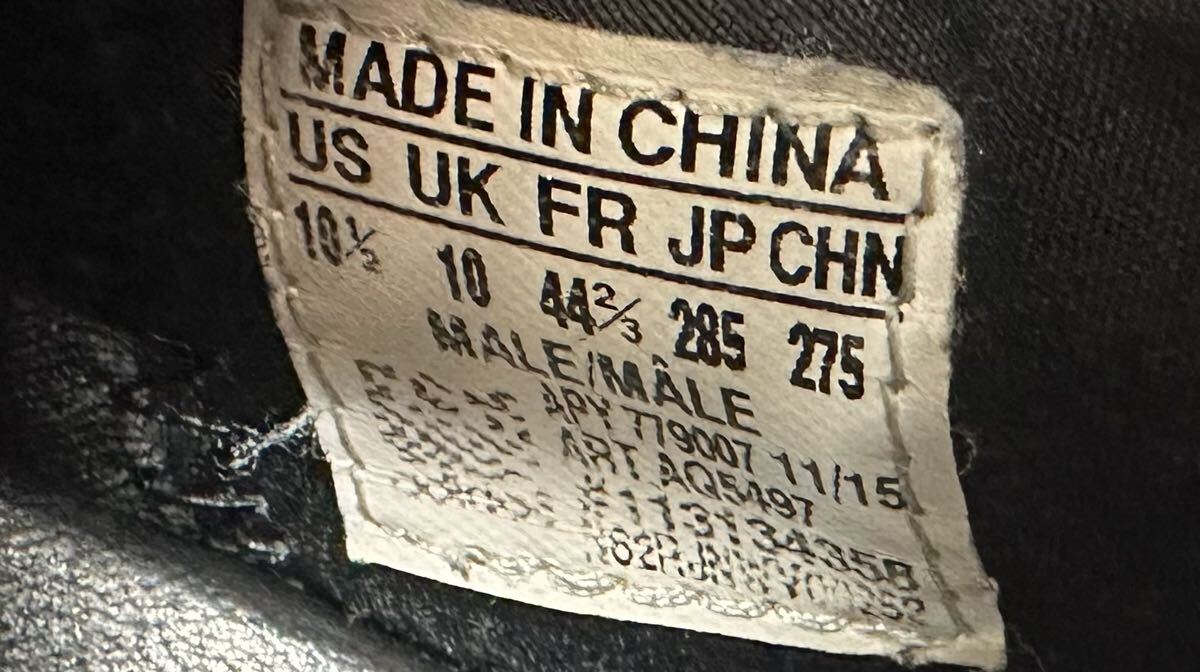 MADE IN CHINA
US UK FR JP CHN
10½ 10 44⅔ 285 275
MALE/MÂLE
APY 779007 11/15
ART AQ5497